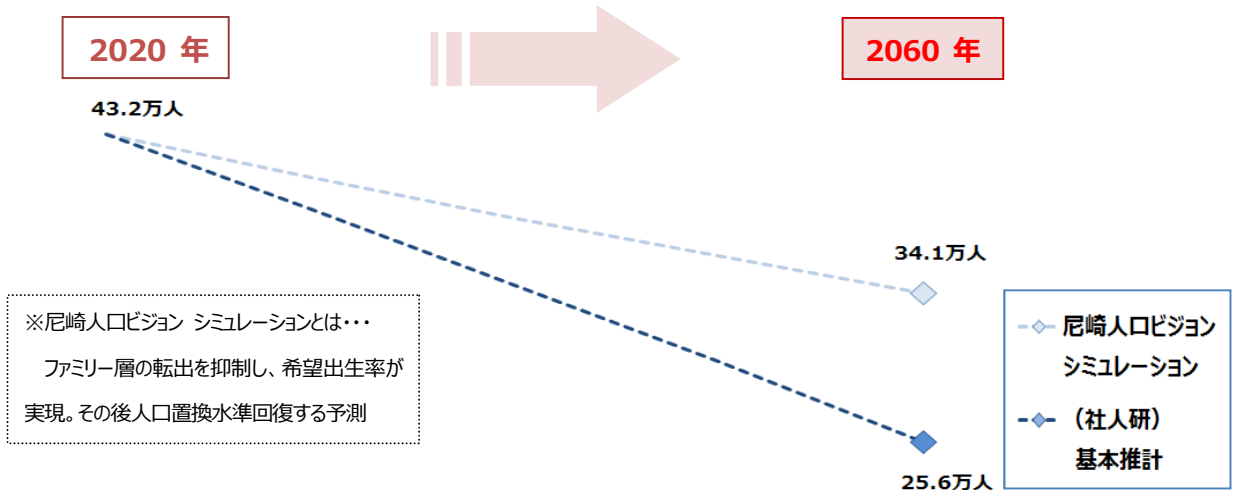 2020 年
2060 年
43.2万人
34.1万人
※尼崎人口ビジョン シミュレーションとは・・・
ファミリー層の転出を抑制し、希望出生率が
実現。その後人口置換水準回復する予測
尼崎人口ビジョン
シミュレーション
(社人研)
基本推計
25.6万人